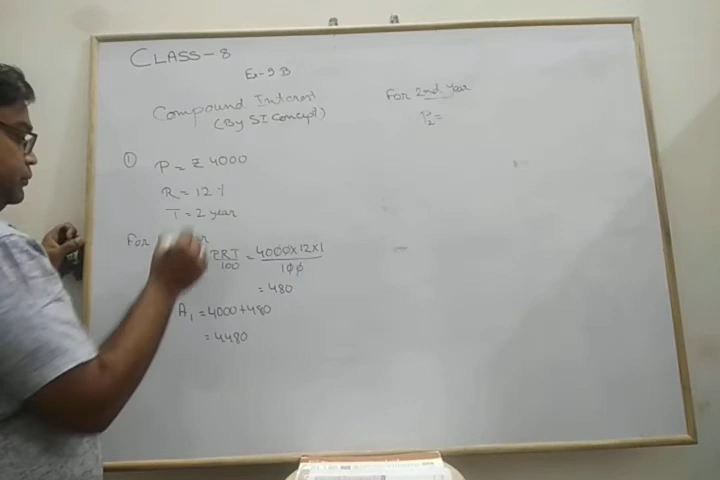 CLASS-8
Ex-9B
Compound Interest
(By SI Concept)
① P = ₹ 4000
R = 12 %
T = 2 year
For
PRT/100 = 4000×12×1/100
= 480
A₁ = 4000+480
= 4480
For 2nd Year
P₂ =